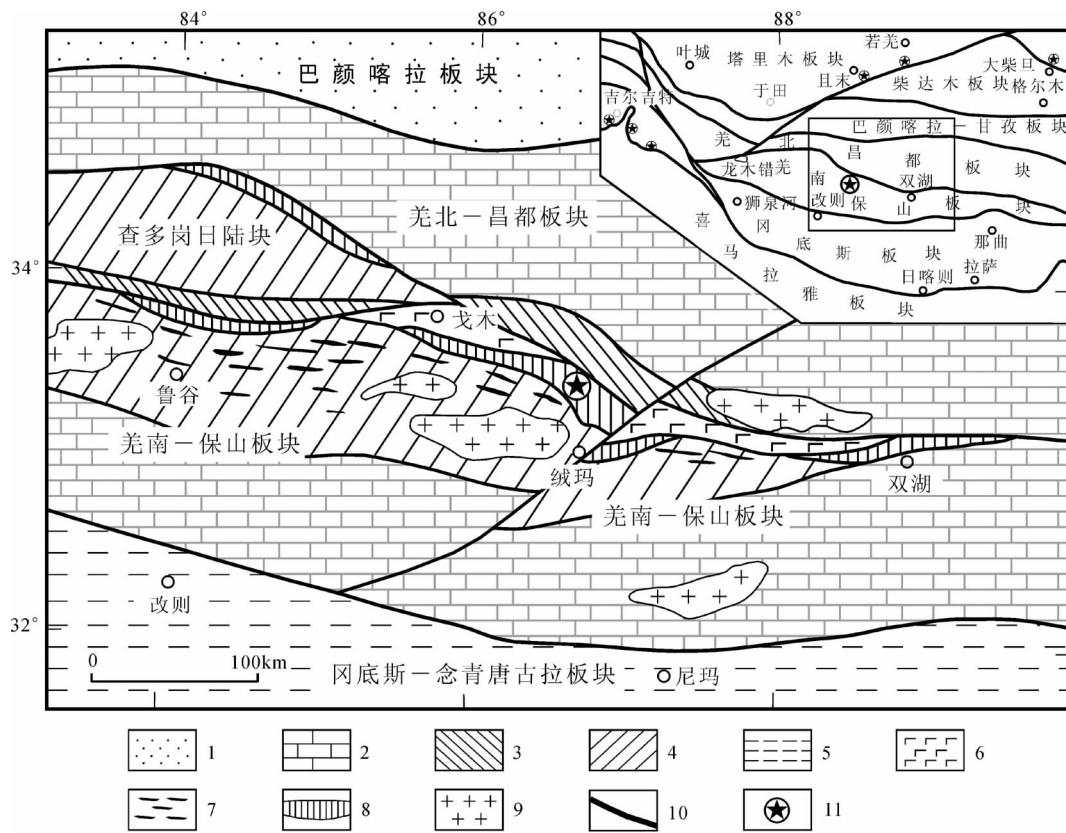 84°
86°
88°
巴颜喀拉板块
叶城
塔里木板块
若羌
且末
大柴旦
柴达木板块
格尔木
于田
吉尔吉特
巴颜喀拉－甘孜板块
羌北昌都板块
龙木错
羌南保山板块
双湖
狮泉河
改则
冈底斯板块
那曲
日喀则
拉萨
喜马拉雅板块
羌北－昌都板块
查多岗日陆块
34°
戈木
鲁谷
羌南－保山板块
绒玛
双湖
羌南－保山板块
改则
32°
0
100km
冈底斯－念青唐古拉板块
尼玛
1
2
3
4
5
6
7
8
9
10
11